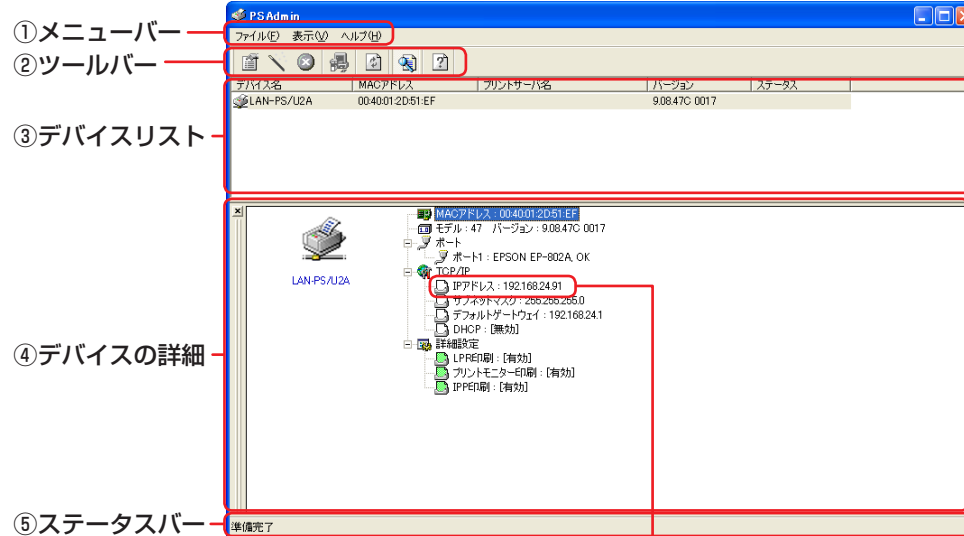 PSAdmin
①メニューバー
ファイル(F) 表示(V) ヘルプ(H)
②ツールバー
デバイス名 MACアドレス プリントサーバ名 バージョン ステータス
LAN-PS/U2A 00:40:01:2D:51:EF 9.08.47C 0017
③デバイスリスト
MACアドレス : 00:40:01:2D:51:EF
モデル : 47 バージョン : 9.08.47C 0017
ポート
ポート1 : EPSON EP-802A, OK
TCP/IP
LAN-PS/U2A
IPアドレス : 192.168.24.91
サブネットマスク : 255.255.255.0
デフォルトゲートウェイ : 192.168.24.1
DHCP : [無効]
④デバイスの詳細
詳細設定
LPR印刷 : [有効]
プリントモニター印刷 : [有効]
IPP印刷 : [有効]
⑤ステータスバー
準備完了